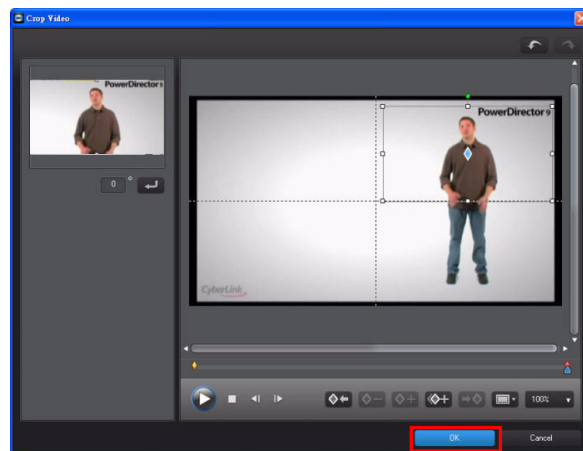 Crop Video
PowerDirector 9
PowerDirector 9
0 °
CyberLink
100%
OK
Cancel